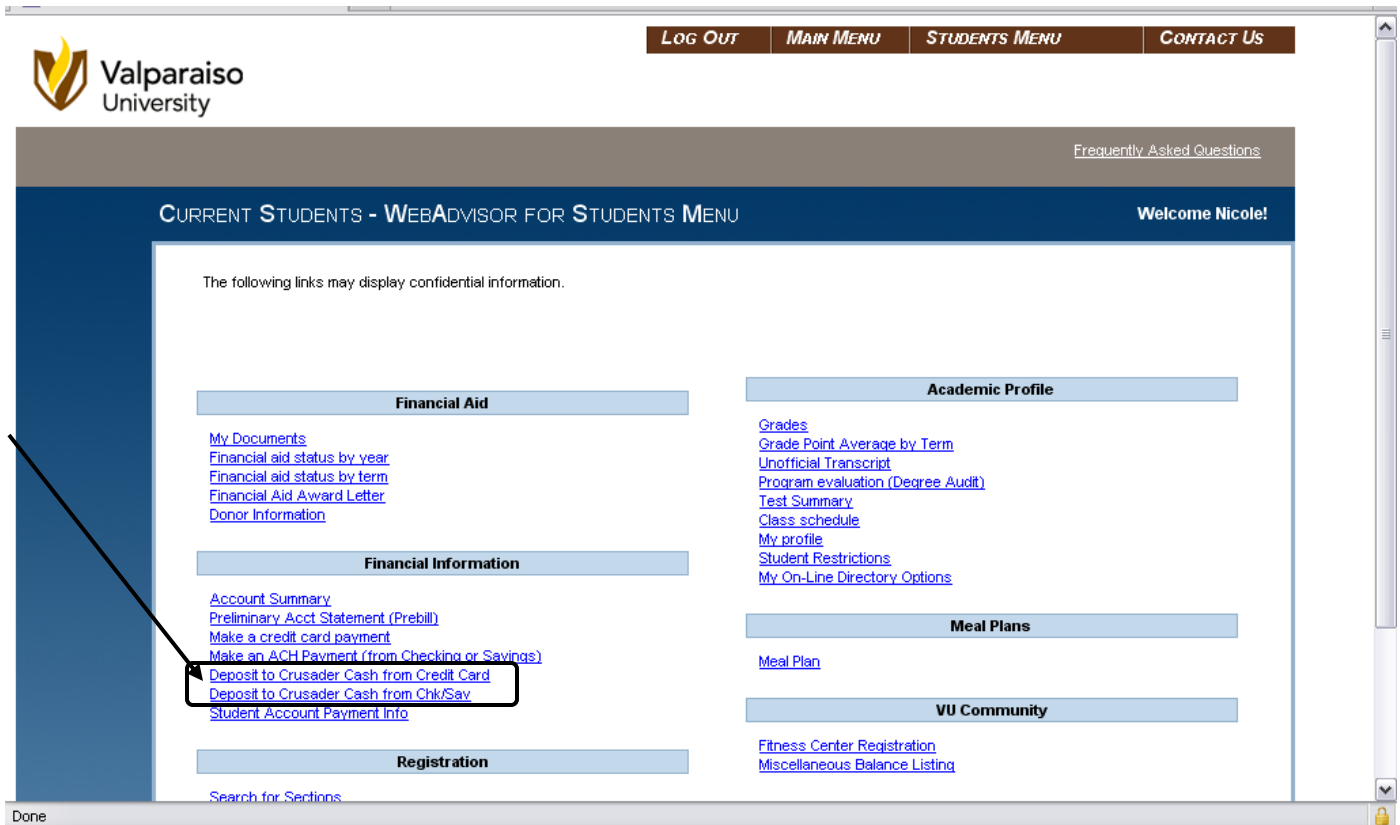 LOG OUT MAIN MENU STUDENTS MENU CONTACT US
Valparaiso
University
Frequently Asked Questions
CURRENT STUDENTS - WEBADVISOR FOR STUDENTS MENU Welcome Nicole!
The following links may display confidential information.
Financial Aid
My Documents
Financial aid status by year
Financial aid status by term
Financial Aid Award Letter
Donor Information
Financial Information
Account Summary
Preliminary Acct Statement (Prebill)
Make a credit card payment
Make an ACH Payment (from Checking or Savings)
Deposit to Crusader Cash from Credit Card
Deposit to Crusader Cash from Chk/Sav
Student Account Payment Info
Registration
Search for Sections
Academic Profile
Grades
Grade Point Average by Term
Unofficial Transcript
Program evaluation (Degree Audit)
Test Summary
Class schedule
My profile
Student Restrictions
My On-Line Directory Options
Meal Plans
Meal Plan
VU Community
Fitness Center Registration
Miscellaneous Balance Listing
Done